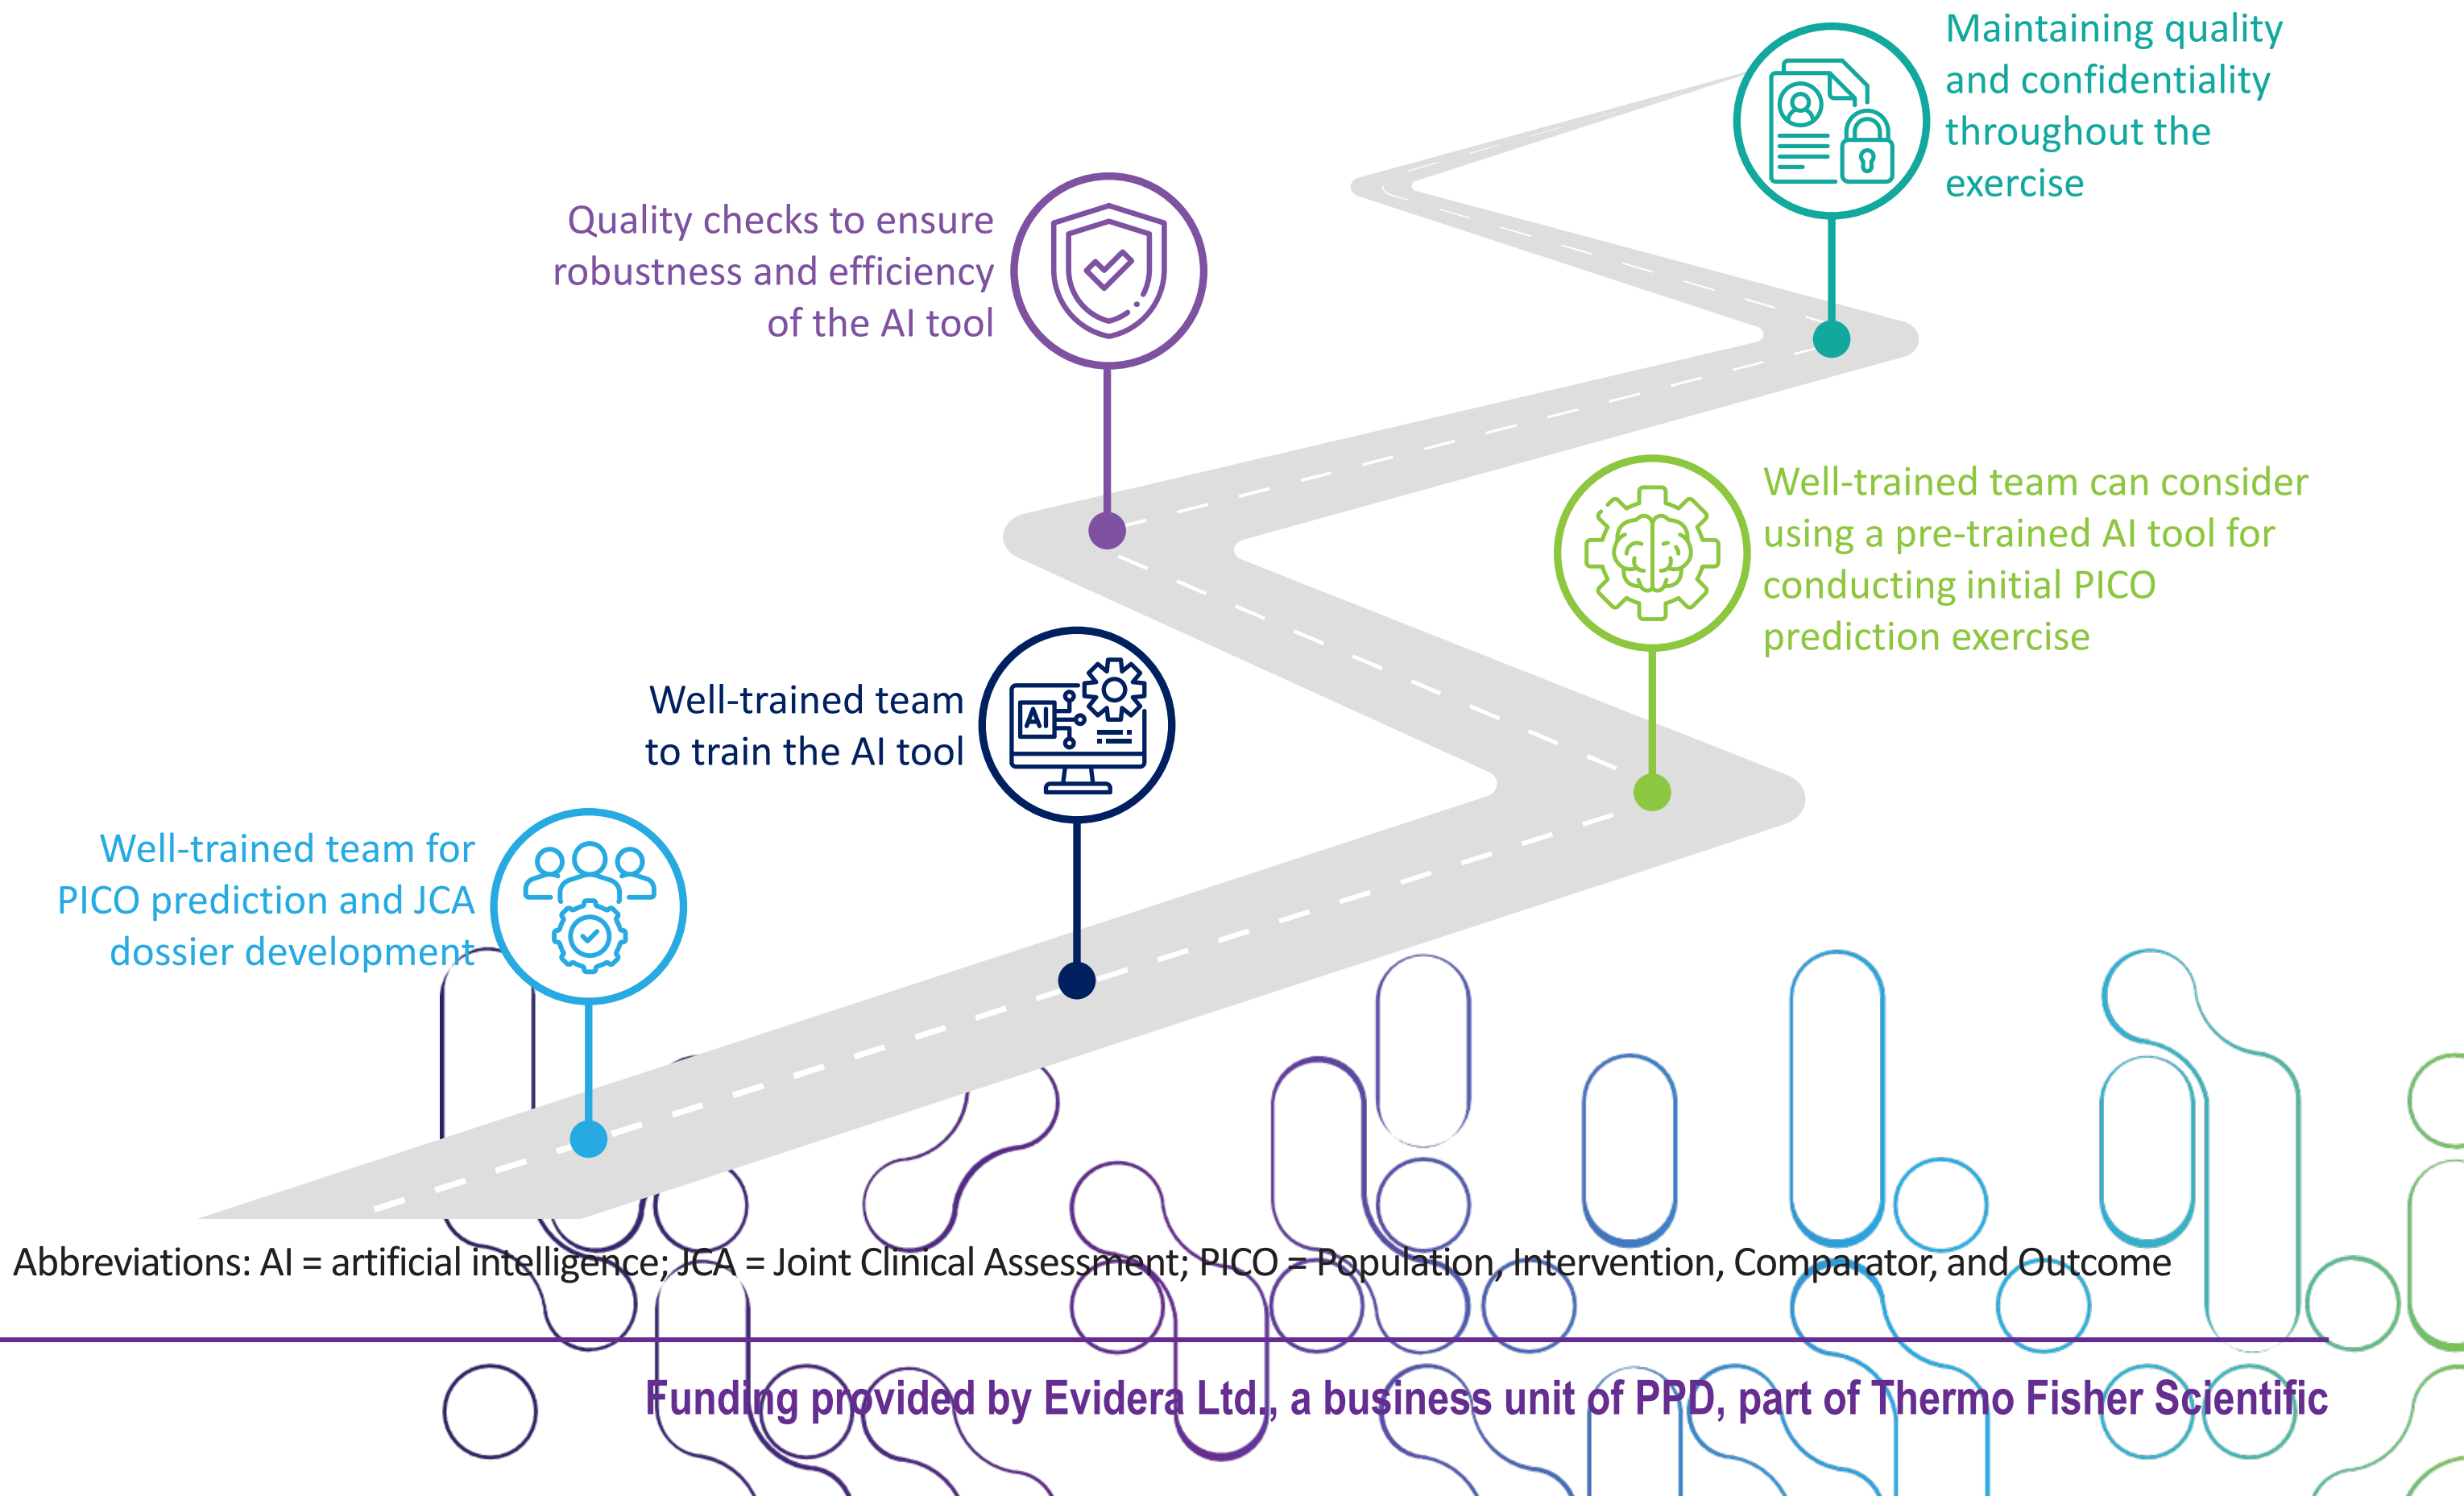 Maintaining quality
and confidentiality
throughout the
exercise
Quality checks to ensure
robustness and efficiency
of the AI tool
Well-trained team can consider
using a pre-trained AI tool for
conducting initial PICO
prediction exercise
Well-trained team
to train the AI tool
AI
Well-trained team for
PICO prediction and JCA
dossier development
Abbreviations: AI = artificial intelligence; JCA = Joint Clinical Assessment; PICO = Population, Intervention, Comparator, and Outcome
Funding provided by Evidera Ltd., a business unit of PPD, part of Thermo Fisher Scientific